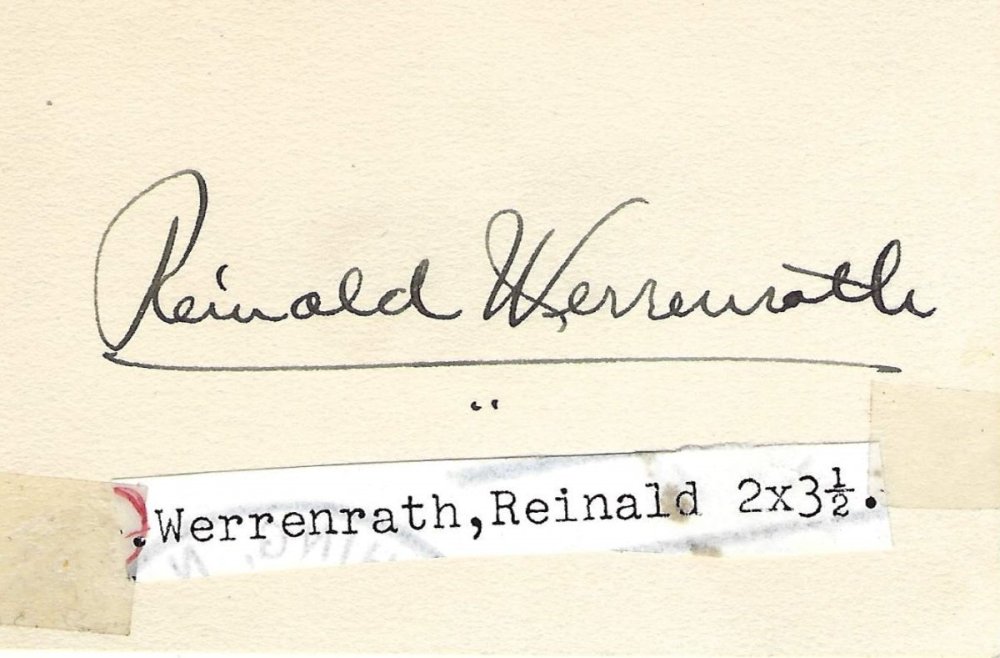 Reinald Werrenrath
.Werrenrath,Reinald 2x3½.